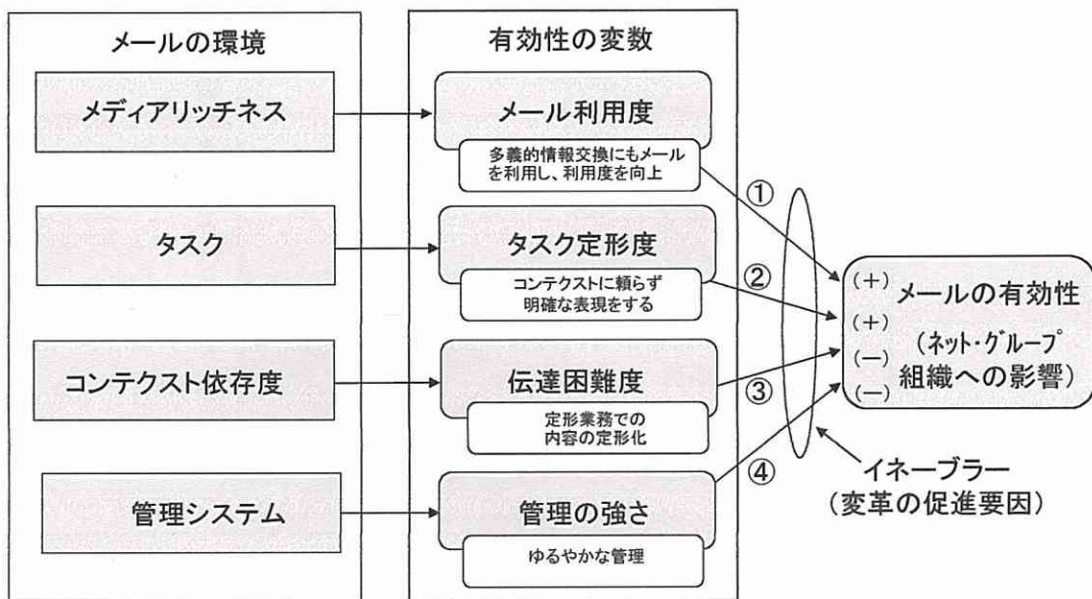 メールの環境
メディアリッチネス
タスク
コンテクスト依存度
管理システム
有効性の変数
メール利用度
多義的情報交換にもメール
を利用し、利用度を向上
タスク定形度
コンテクストに頼らず
明確な表現をする
伝達困難度
定形業務での
内容の定形化
管理の強さ
ゆるやかな管理
①
②
③
④
(+)
(+)
(-)
(-)
メールの有効性
(ネット・グループ
組織への影響)
イネーブラー
(変革の促進要因)